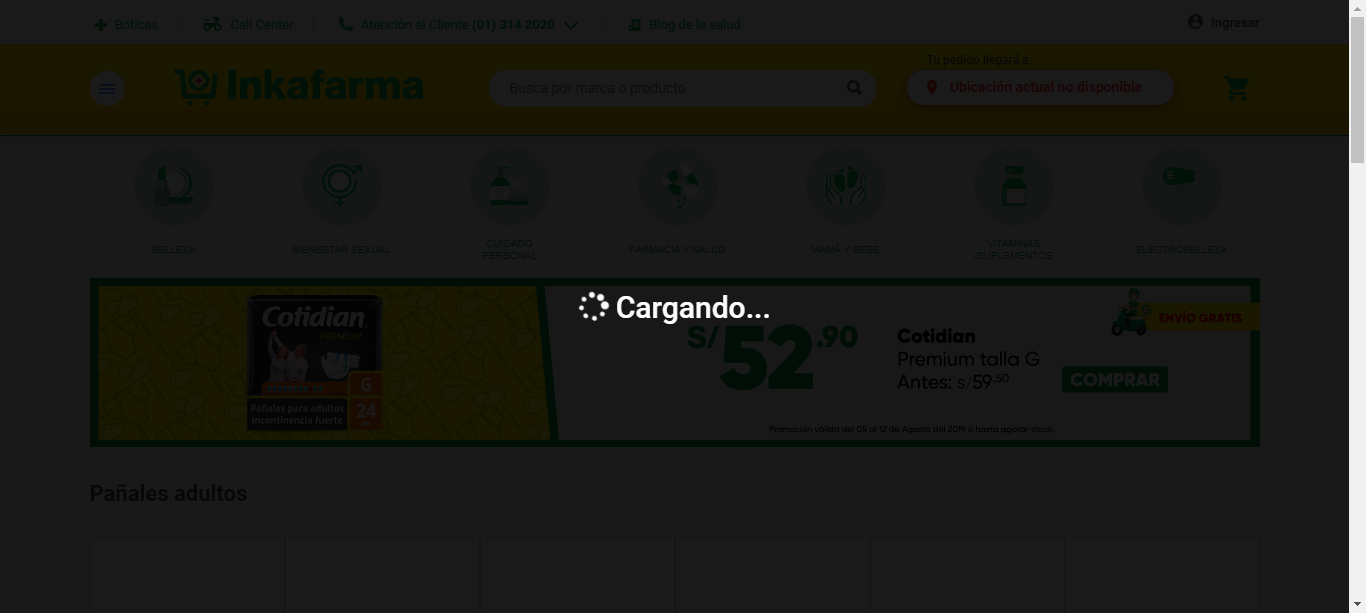 Boticas
Call Center
Atención al Cliente (01) 314 2020
Blog de la salud
Ingresar
Inkafarma
Busca por marca o producto
Tu pedido llegará a:
Ubicación actual no disponible
BELLEZA
BIENESTAR SEXUAL
CUIDADO
PERSONAL
FARMACIA Y SALUD
MAMÁ Y BEBÉ
VITAMINAS
/SUPLEMENTOS
ELECTROBELLEZA
Cargando...
Cotidian
PREMIUM
G
24
Pañales para adultos
Incontinencia fuerte
S/52.90
Cotidian
Premium talla G
Antes: s/59.50
ENVÍO GRATIS
COMPRAR
Promoción válida del 05 al 12 de Agosto del 2019 o hasta agotar stock.
Pañales adultos